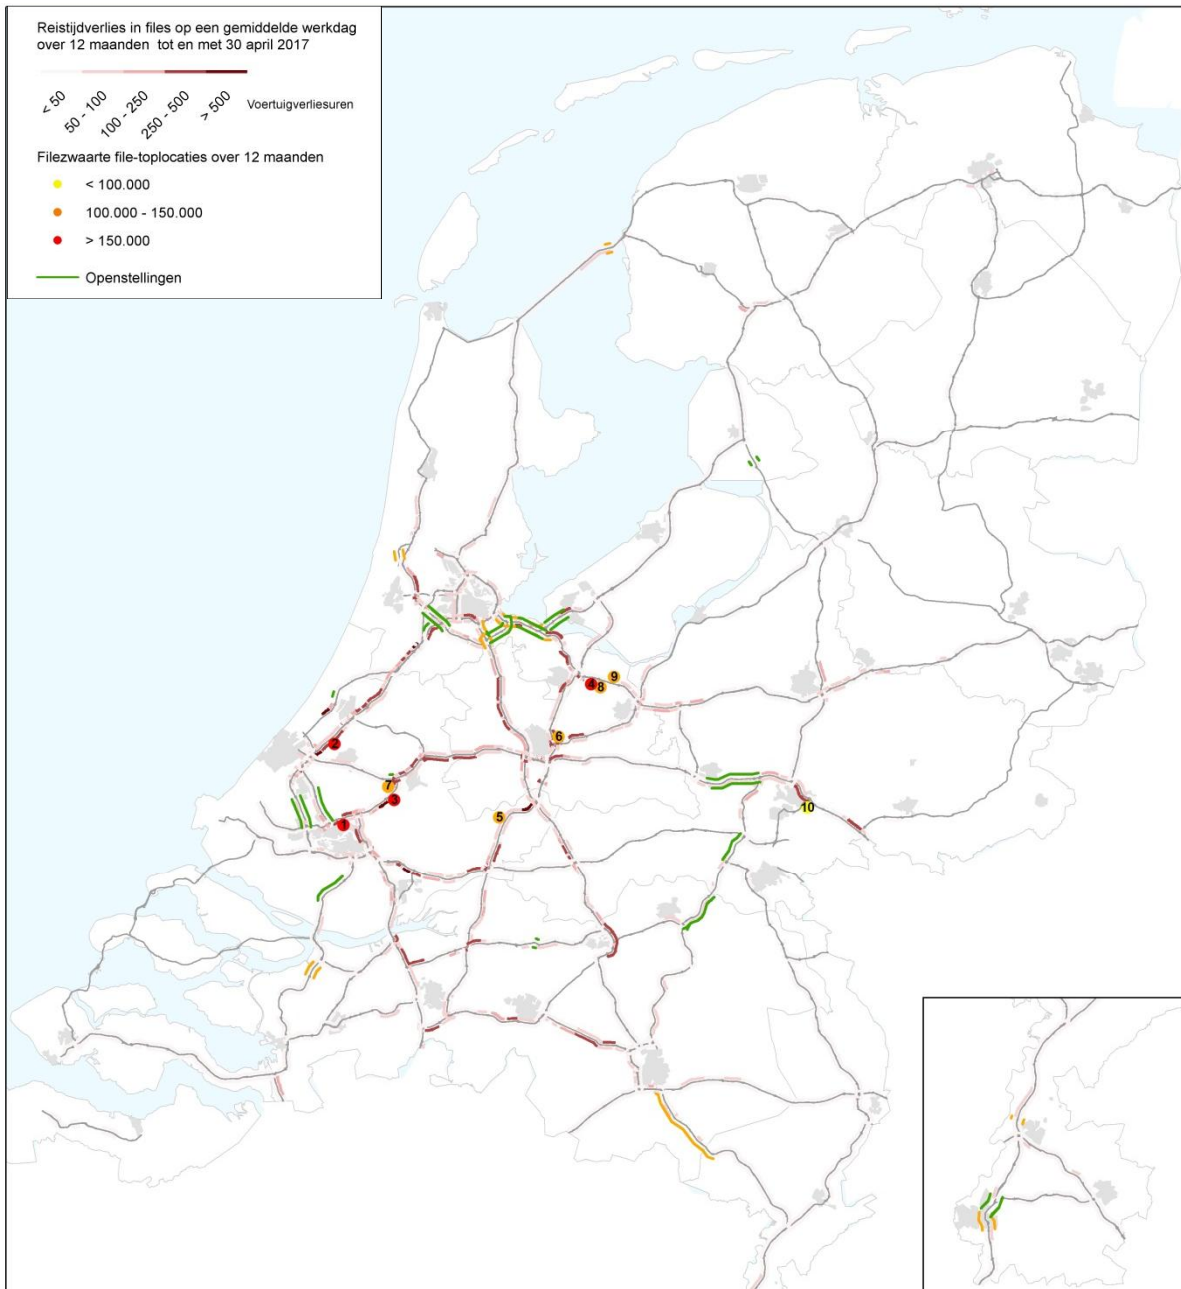 Reistijdverlies in files op een gemiddelde werkdag
over 12 maanden tot en met 30 april 2017
< 50
50 - 100
100 - 250
250 - 500
> 500
Voertuigverliesuren
Filezwaarte file-toplocaties over 12 maanden
< 100.000
100.000 - 150.000
> 150.000
Openstellingen
9
4
8
6
2
7
3
10
5
1